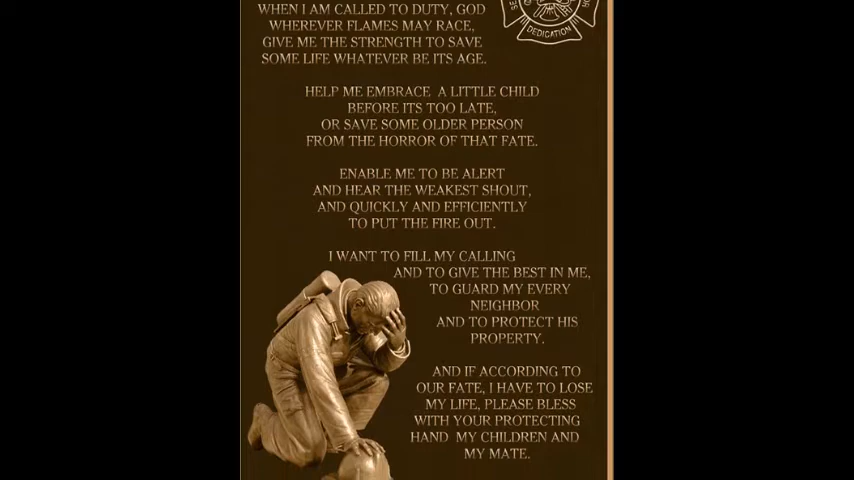 WHEN I AM CALLED TO DUTY, GOD
WHEREVER FLAMES MAY RACE,
GIVE ME THE STRENGTH TO SAVE
SOME LIFE WHATEVER BE ITS AGE.
HELP ME EMBRACE A LITTLE CHILD
BEFORE ITS TOO LATE,
OR SAVE SOME OLDER PERSON
FROM THE HORROR OF THAT FATE.
ENABLE ME TO BE ALERT
AND HEAR THE WEAKEST SHOUT,
AND QUICKLY AND EFFICIENTLY
TO PUT THE FIRE OUT.
I WANT TO FILL MY CALLING
AND TO GIVE THE BEST IN ME,
TO GUARD MY EVERY
NEIGHBOR
AND TO PROTECT HIS
PROPERTY.
AND IF ACCORDING TO
OUR FATE, I HAVE TO LOSE
MY LIFE, PLEASE BLESS
WITH YOUR PROTECTING
HAND MY CHILDREN AND
MY MATE.
DEDICATION